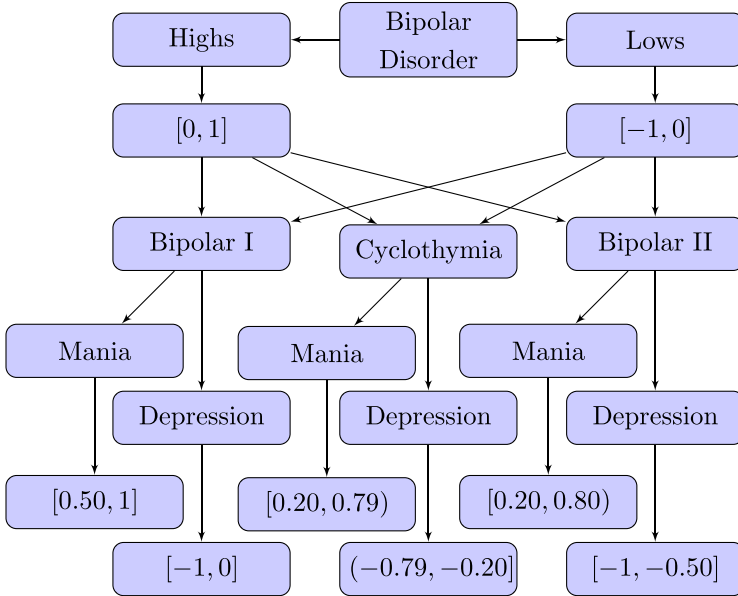 Highs
Bipolar
Disorder
Lows
[0, 1]
[−1, 0]
Bipolar I
Cyclothymia
Bipolar II
Mania
Mania
Mania
Depression
Depression
Depression
[0.50, 1]
[0.20, 0.79)
[0.20, 0.80)
[−1, 0]
(−0.79, −0.20]
[−1, −0.50]